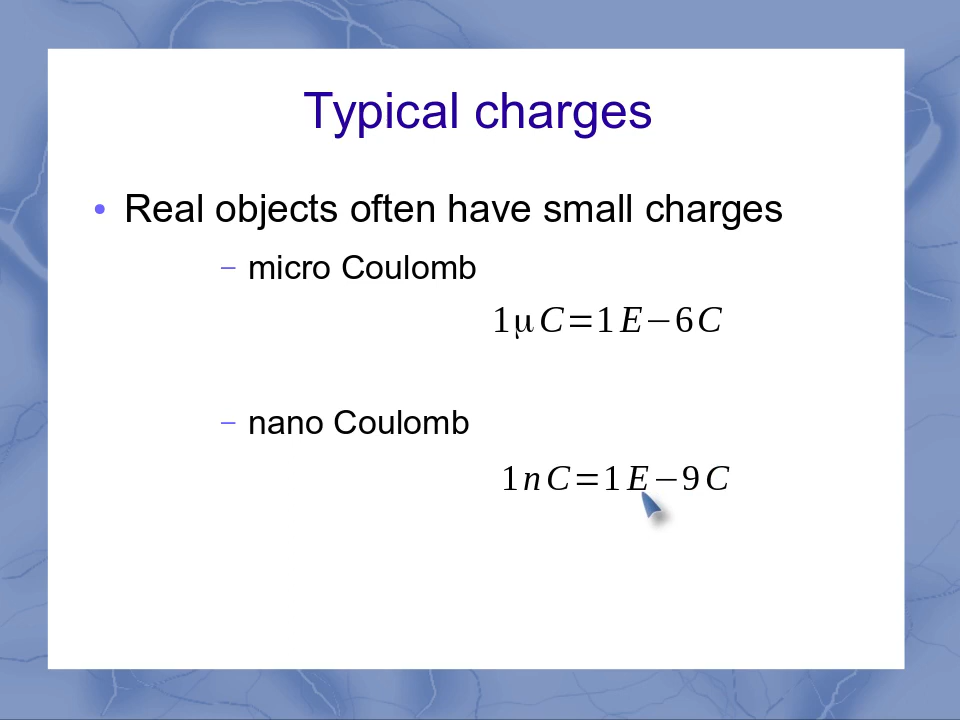 Typical charges
• Real objects often have small charges
– micro Coulomb
1μC=1E−6C
– nano Coulomb
1nC=1E−9C